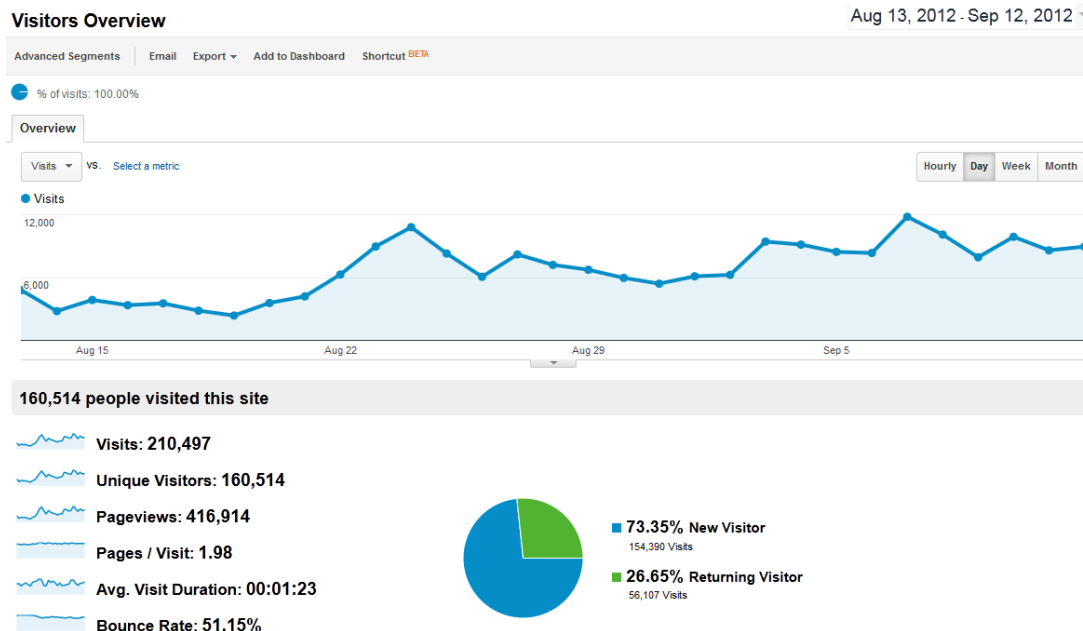 Visitors Overview
Aug 13, 2012 - Sep 12, 2012
Advanced Segments Email Export Add to Dashboard Shortcut BETA
% of visits: 100.00%
Overview
Visits VS. Select a metric
Hourly Day Week Month
Visits
12,000
6,000
Aug 15 Aug 22 Aug 29 Sep 5
160,514 people visited this site
Visits: 210,497
Unique Visitors: 160,514
Pageviews: 416,914
Pages / Visit: 1.98
Avg. Visit Duration: 00:01:23
Bounce Rate: 51.15%
73.35% New Visitor
154,390 Visits
26.65% Returning Visitor
56,107 Visits